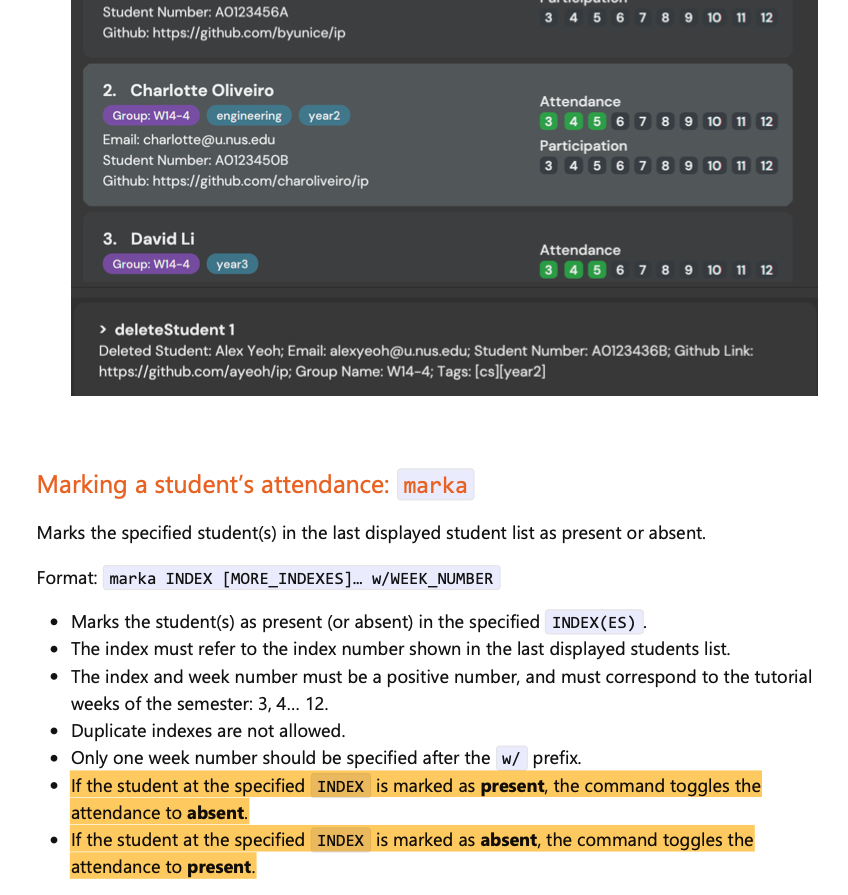 Student Number: A0123456A
Github: https://github.com/byunice/ip
Participation
3 4 5 6 7 8 9 10 11 12
2. Charlotte Oliveiro
Group: W14-4 engineering year2
Email: charlotte@u.nus.edu
Student Number: A0123450B
Github: https://github.com/charoliveiro/ip
Attendance
3 4 5 6 7 8 9 10 11 12
Participation
3 4 5 6 7 8 9 10 11 12
3. David Li
Group: W14-4 year3
Attendance
3 4 5 6 7 8 9 10 11 12
> deleteStudent 1
Deleted Student: Alex Yeoh; Email: alexyeoh@u.nus.edu; Student Number: A0123436B; Github Link:
https://github.com/ayeoh/ip; Group Name: W14-4; Tags: [cs][year2]
Marking a student’s attendance: marka
Marks the specified student(s) in the last displayed student list as present or absent.
Format: marka INDEX [MORE_INDEXES]… w/WEEK_NUMBER
• Marks the student(s) as present (or absent) in the specified INDEX(ES).
• The index must refer to the index number shown in the last displayed students list.
• The index and week number must be a positive number, and must correspond to the tutorial
weeks of the semester: 3, 4… 12.
• Duplicate indexes are not allowed.
• Only one week number should be specified after the w/ prefix.
• If the student at the specified INDEX is marked as present, the command toggles the
attendance to absent.
• If the student at the specified INDEX is marked as absent, the command toggles the
attendance to present.